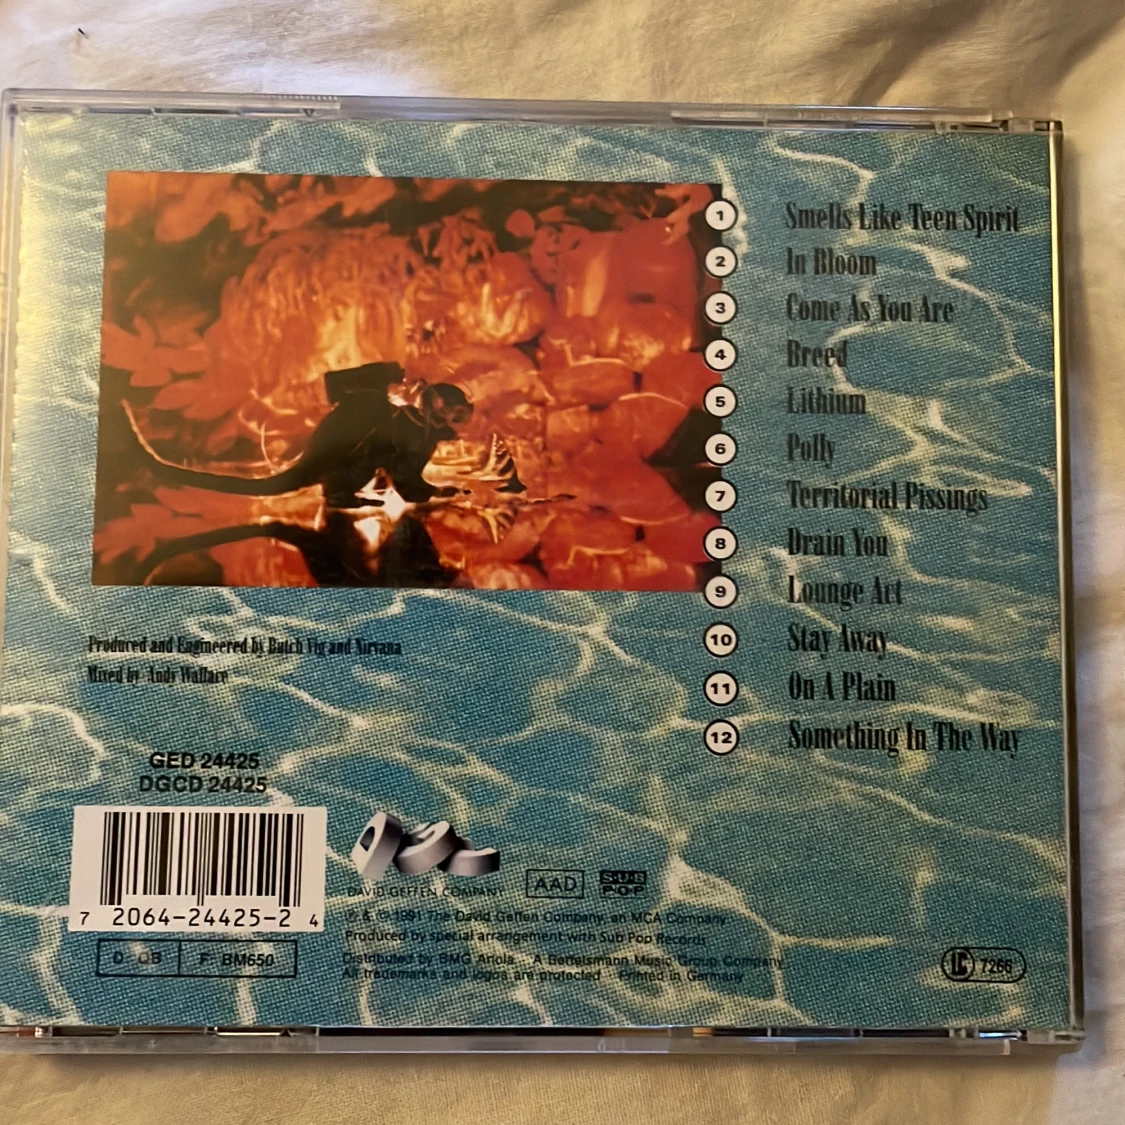 1 Smells Like Teen Spirit
2 In Bloom
3 Come As You Are
4 Breed
5 Lithium
6 Polly
7 Territorial Pissings
8 Drain You
9 Lounge Act
10 Stay Away
11 On A Plain
12 Something In The Way
Produced and Engineered by Butch Vig and Nirvana
Mixed by Andy Wallace
GED 24425
DGCD 24425
7 2064-24425-2 4
D OB F: BM650
DGC
DAVID GEFFEN COMPANY
AAD
SUB
POP
℗ & © 1991 The David Geffen Company, an MCA Company.
Produced by special arrangement with Sub Pop Records
Distributed by BMG Ariola A Bertelsmann Music Group Company
All trademarks and logos are protected Printed in Germany
LC 7266